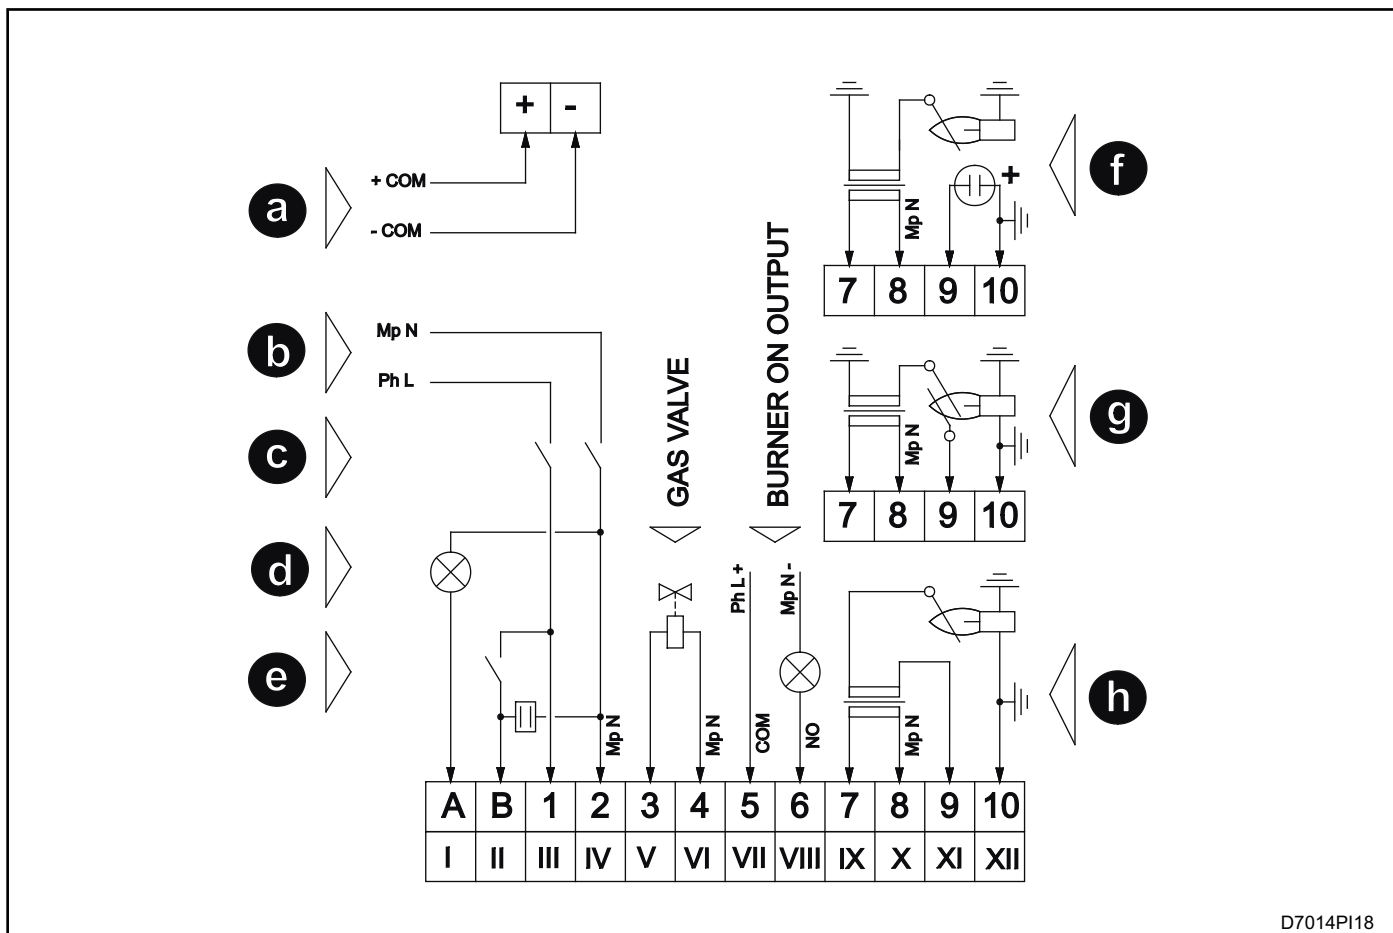 + -
a
+ COM
- COM
b
Mp N
Ph L
c
d
e
Mp N
GAS VALVE
Mp N
BURNER ON OUTPUT
Ph L +
COM
Mp N -
NO
Mp N
+
f
7 8 9 10
Mp N
g
7 8 9 10
Mp N
h
A B 1 2 3 4 5 6 7 8 9 10
I II III IV V VI VII VIII IX X XI XII
D7014PI18